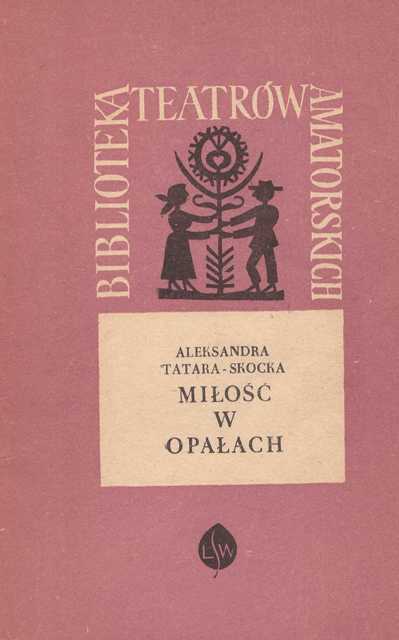 BIBLIOTEKA
TEATRÓW
AMATORSKICH
ALEKSANDRA
TATARA-SKOCKA
MIŁOŚĆ
W
OPAŁACH
LSW